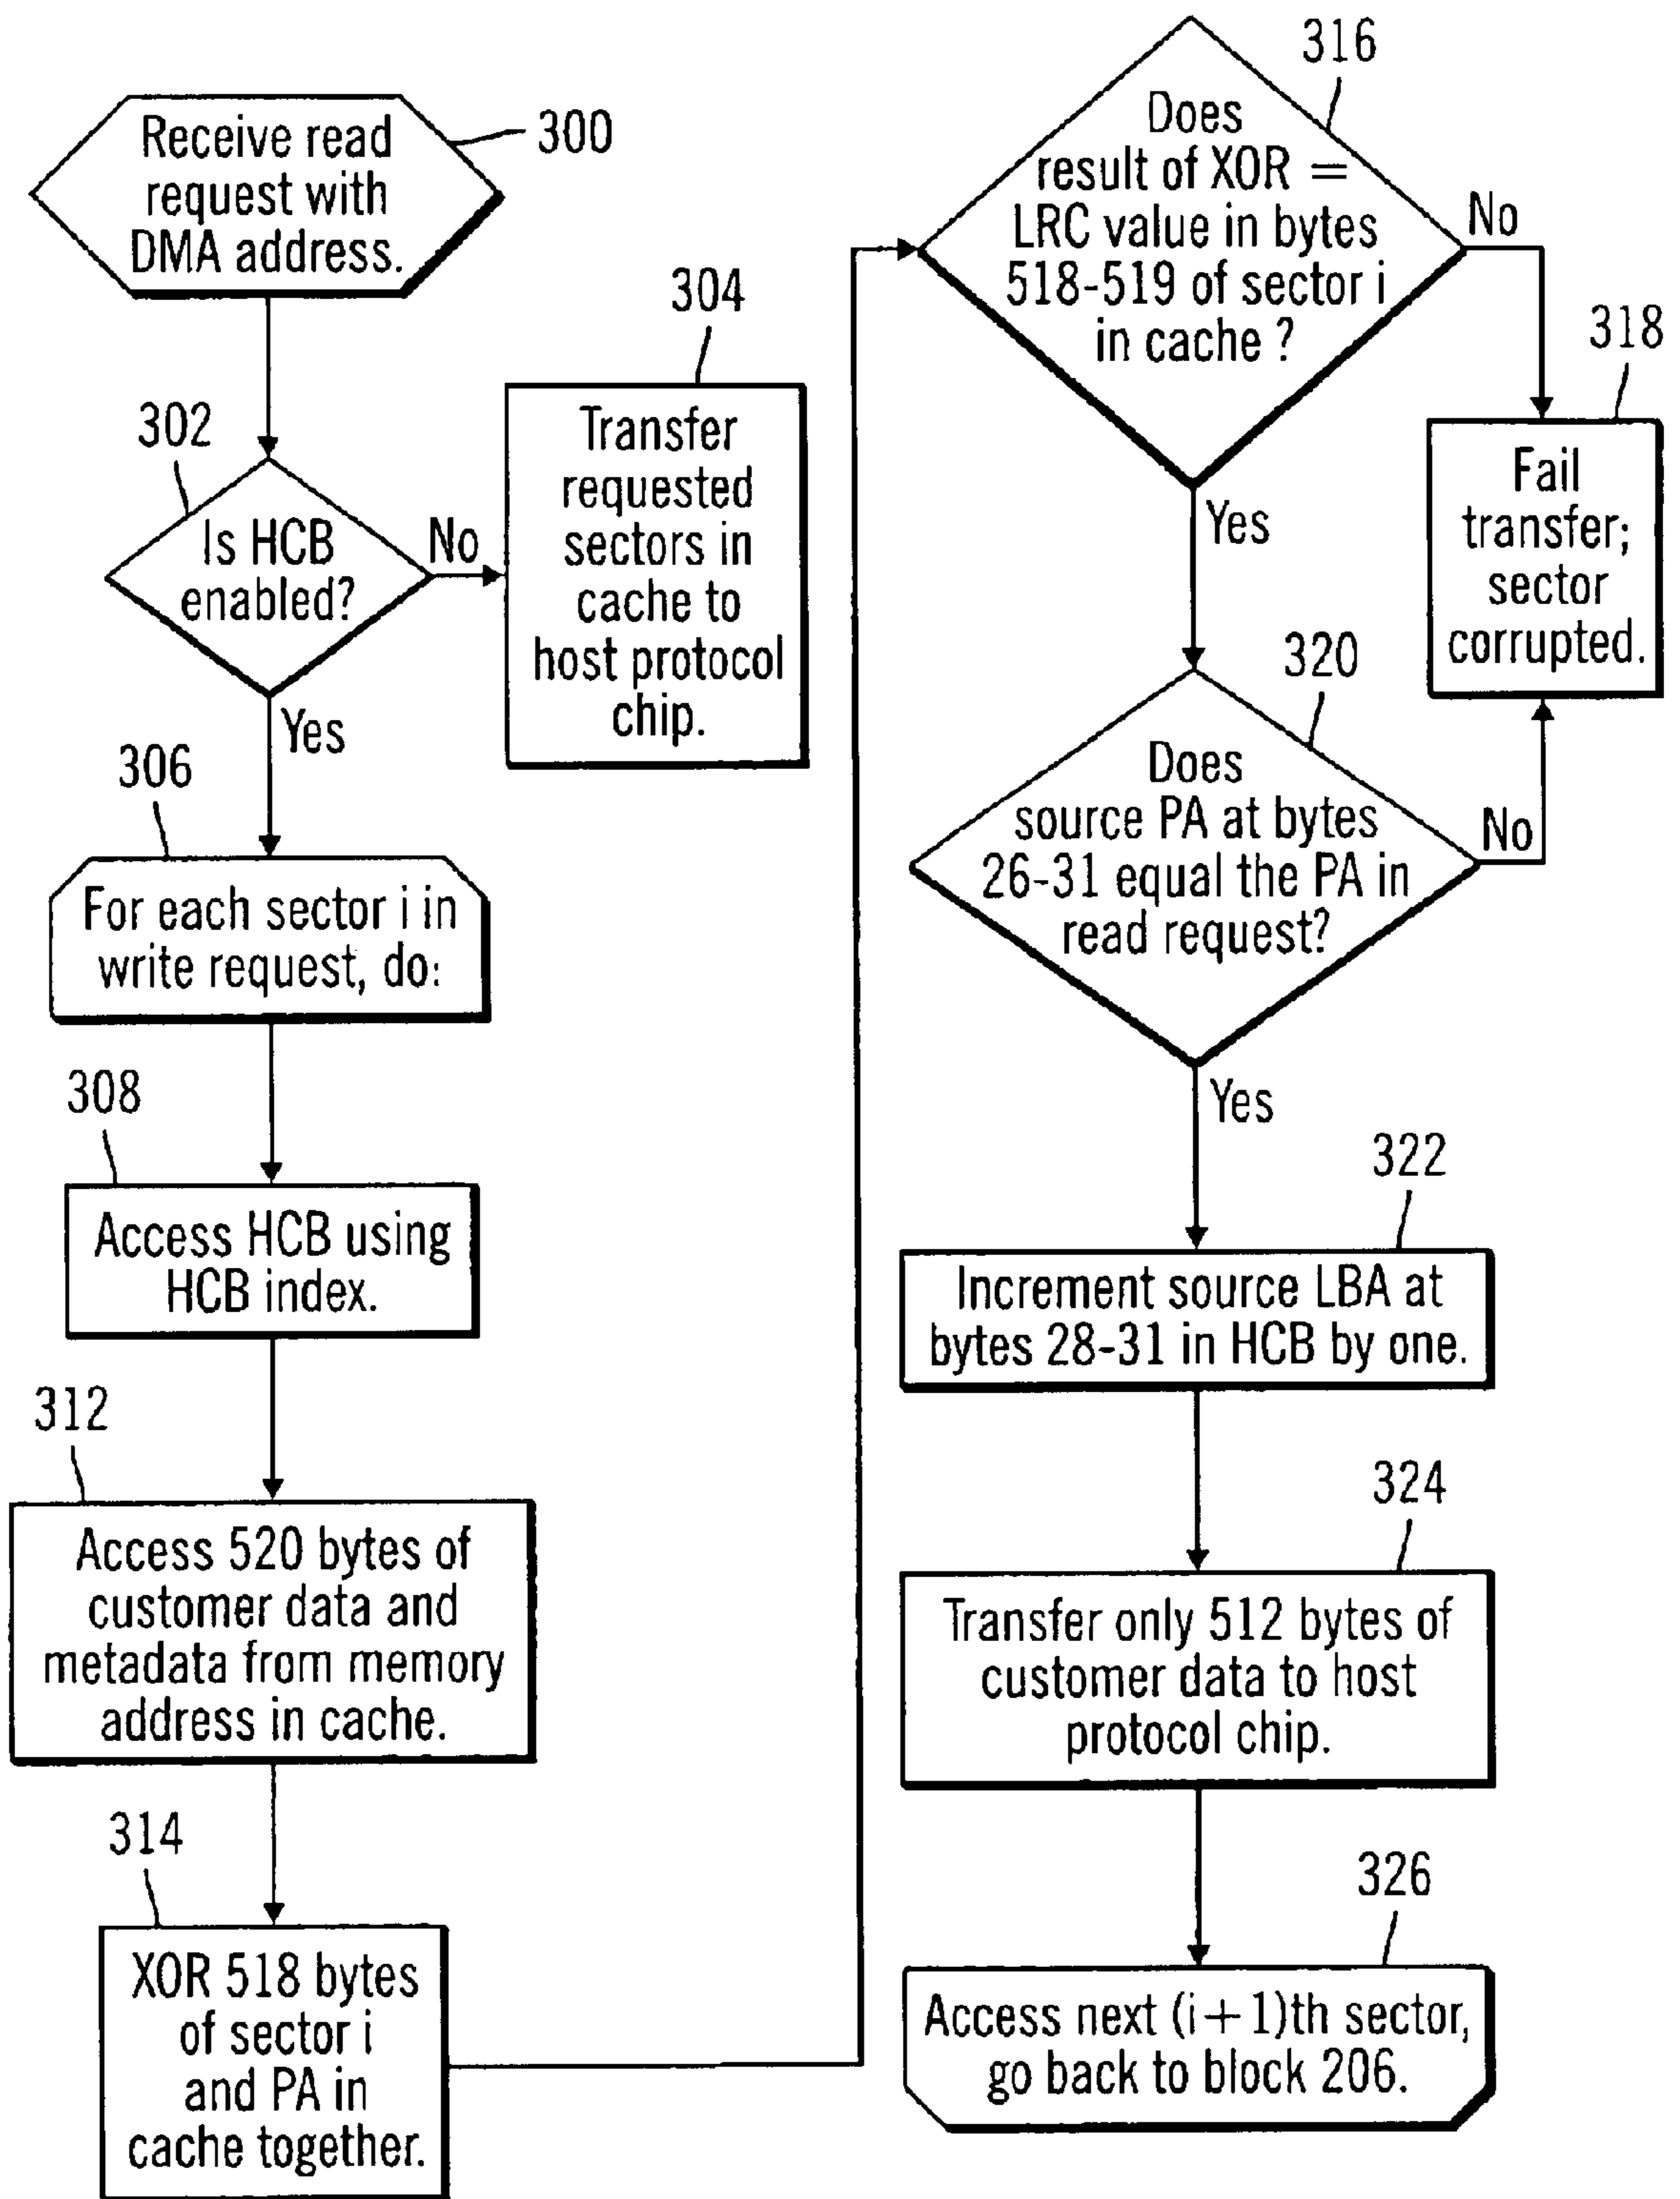 300
Receive read
request with
DMA address.
302
Is HCB
enabled?
No
Yes
304
Transfer
requested
sectors in
cache to
host protocol
chip.
306
For each sector i in
write request, do:
308
Access HCB using
HCB index.
312
Access 520 bytes of
customer data and
metadata from memory
address in cache.
314
XOR 518 bytes
of sector i
and PA in
cache together.
316
Does
result of XOR =
LRC value in bytes
518-519 of sector i
in cache ?
No
Yes
318
Fail
transfer;
sector
corrupted.
320
Does
source PA at bytes
26-31 equal the PA in
read request?
No
Yes
322
Increment source LBA at
bytes 28-31 in HCB by one.
324
Transfer only 512 bytes of
customer data to host
protocol chip.
326
Access next (i+1)th sector,
go back to block 206.